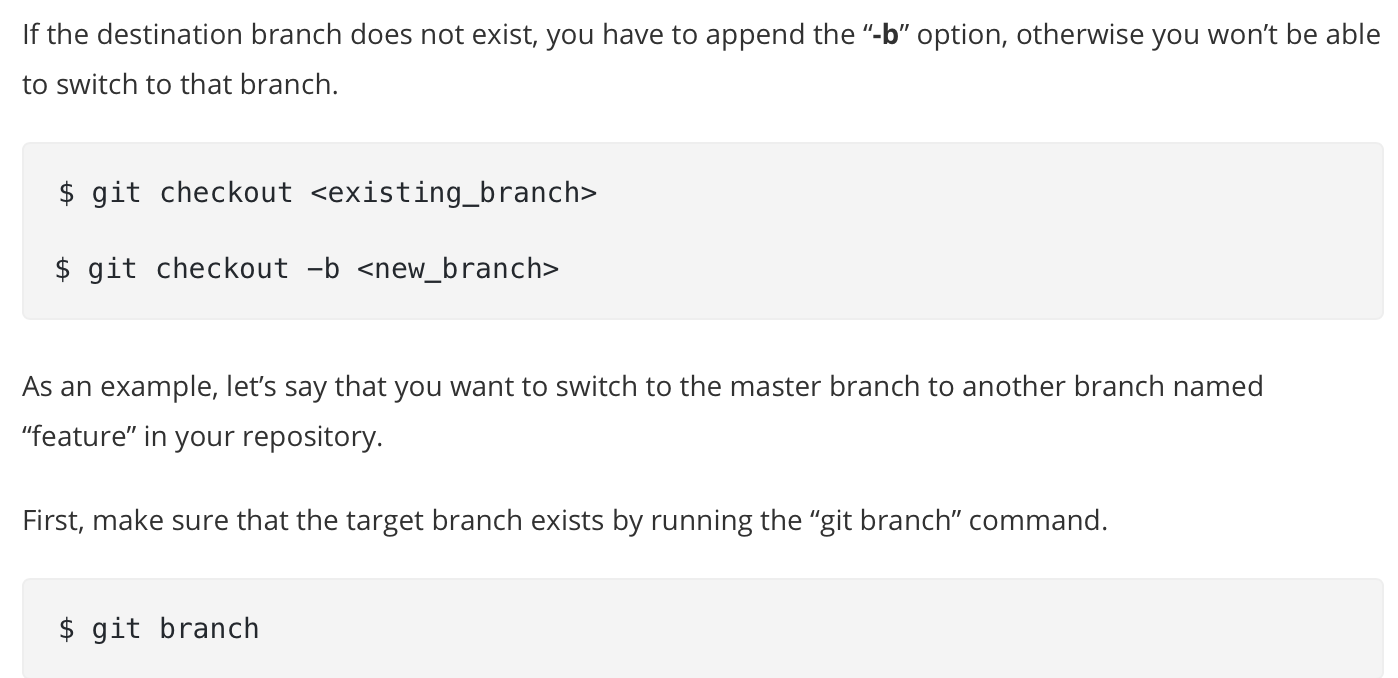 If the destination branch does not exist, you have to append the “-b” option, otherwise you won’t be able
to switch to that branch.
$ git checkout <existing_branch>
$ git checkout –b <new_branch>
As an example, let’s say that you want to switch to the master branch to another branch named
“feature” in your repository.
First, make sure that the target branch exists by running the “git branch” command.
$ git branch